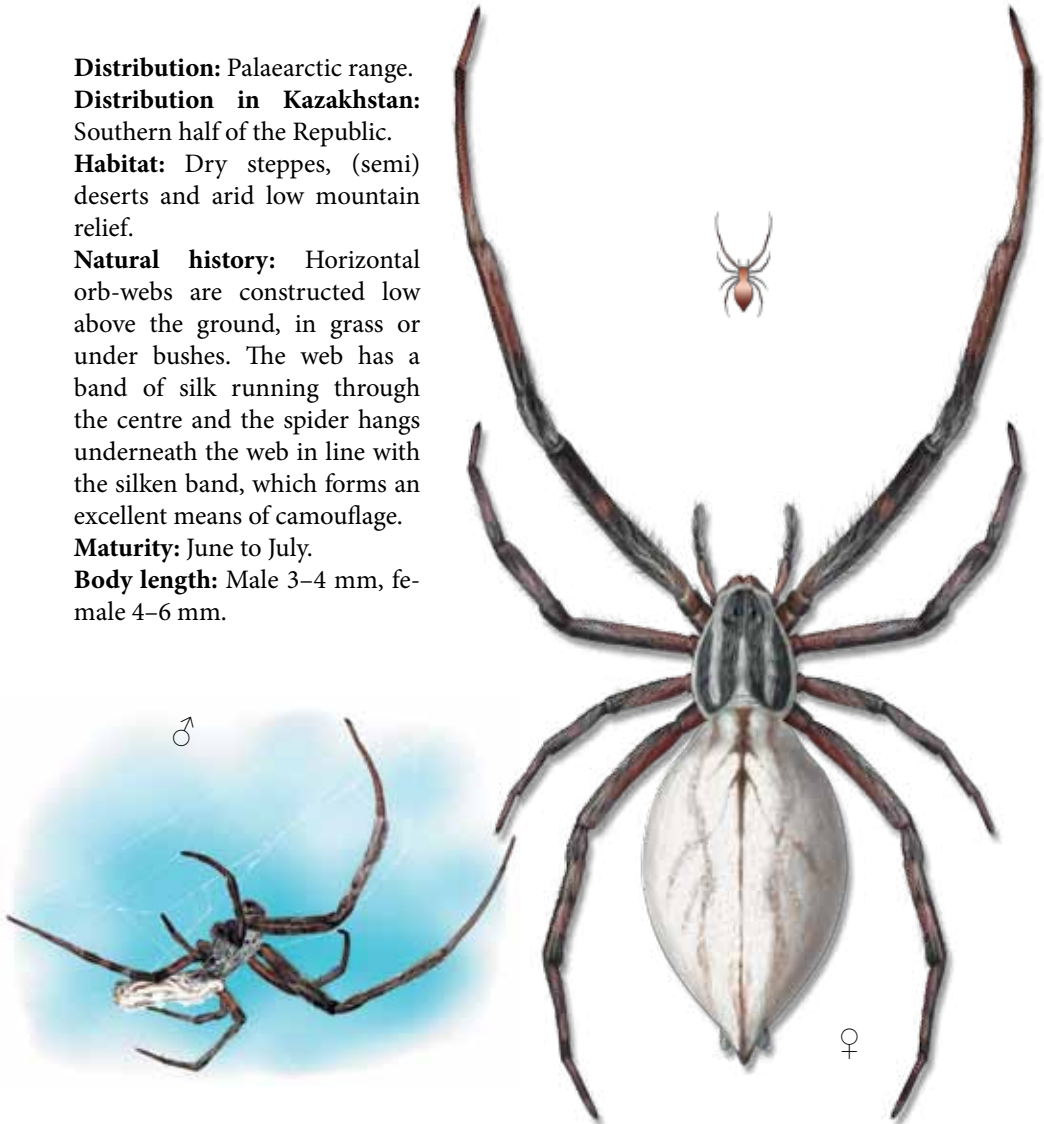 Distribution: Palaearctic range.
Distribution in Kazakhstan:
Southern half of the Republic.
Habitat: Dry steppes, (semi)
deserts and arid low mountain
relief.
Natural history: Horizontal
orb-webs are constructed low
above the ground, in grass or
under bushes. The web has a
band of silk running through
the centre and the spider hangs
underneath the web in line with
the silken band, which forms an
excellent means of camouflage.
Maturity: June to July.
Body length: Male 3–4 mm, fe-
male 4–6 mm.
♂
♀